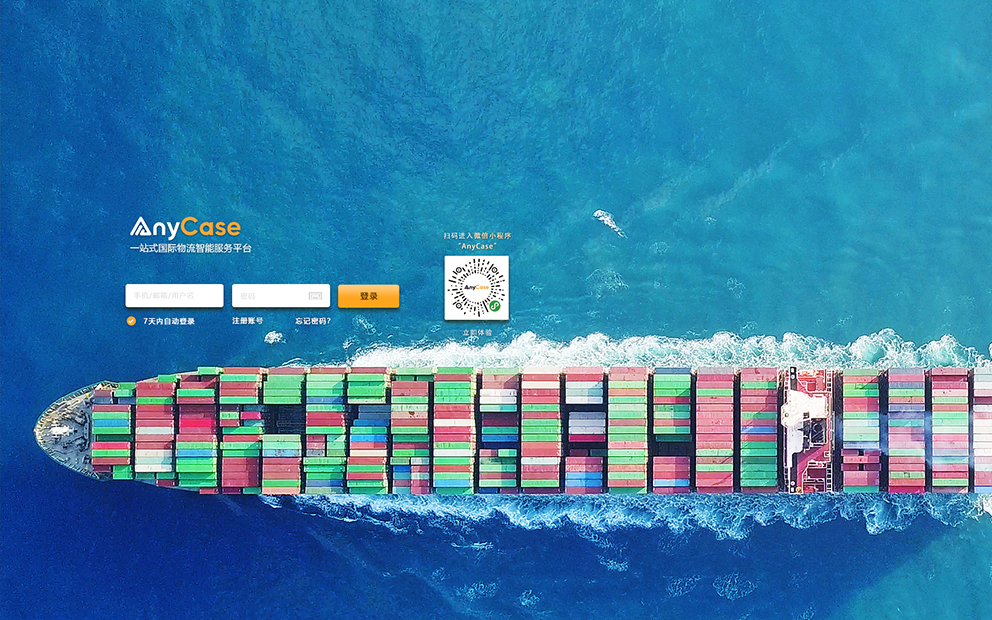 AnyCase
一站式国际物流智能服务平台
手机/邮箱/用户名
密码
登录
7天内自动登录
注册账号
忘记密码?
扫码进入微信小程序
"AnyCase"
AnyCase
立即体验